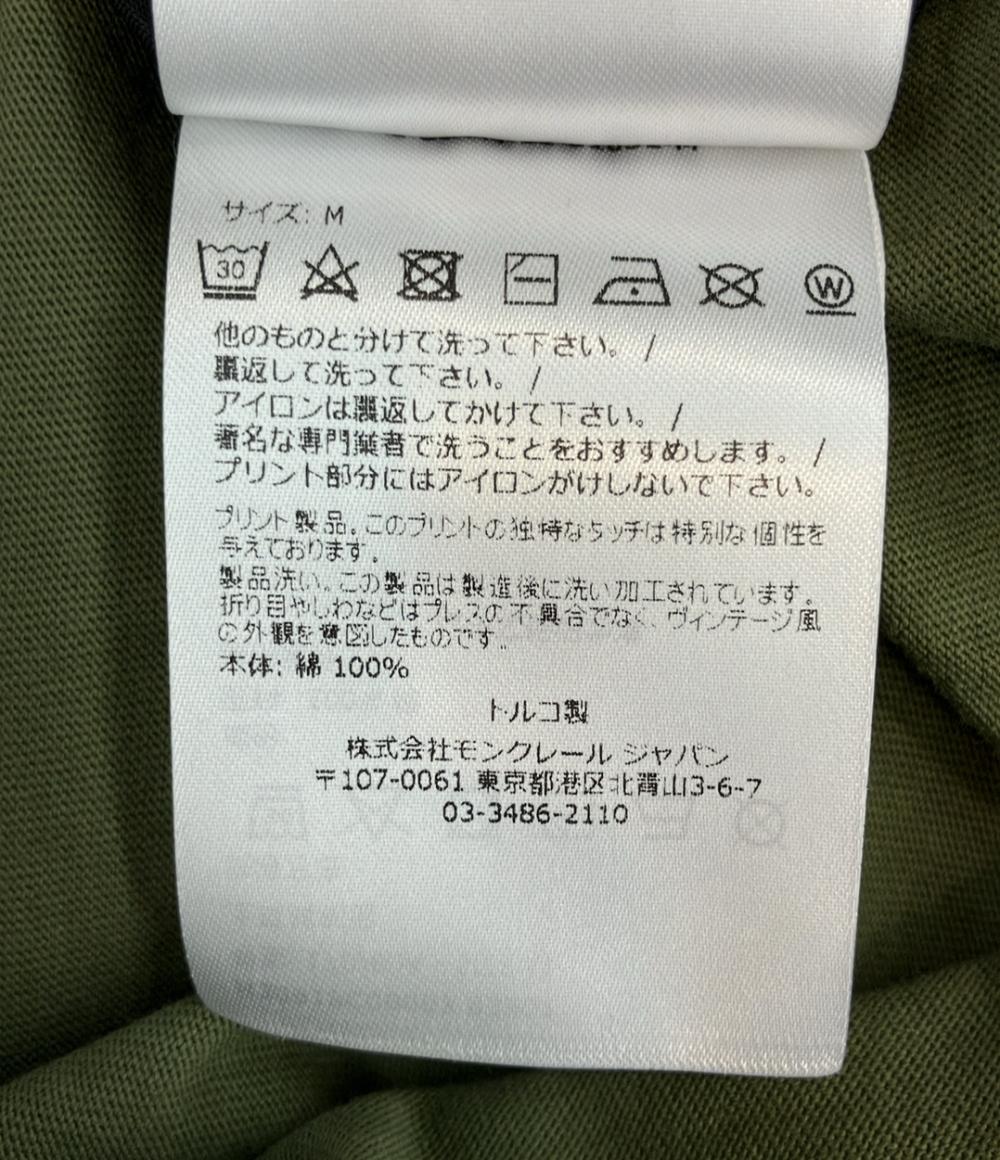 サイズ: M
30
W
他のものと分けて洗って下さい。 /
裏返して洗って下さい。 /
アイロンは裏返してかけて下さい。 /
著名な専門業者で洗うことをおすすめします。 /
プリント部分にはアイロンがけしないで下さい。
プリント製品。このプリントの独特なタッチは特別な個性を
与えております。
製品洗い。この製品は製造後に洗い加工されています。
折り目やしわなどはプレスの不具合でなく、ヴィンテージ風
の外観を意図したものです。
本体: 綿 100%
トルコ製
株式会社モンクレール ジャパン
〒107-0061 東京都港区北青山3-6-7
03-3486-2110